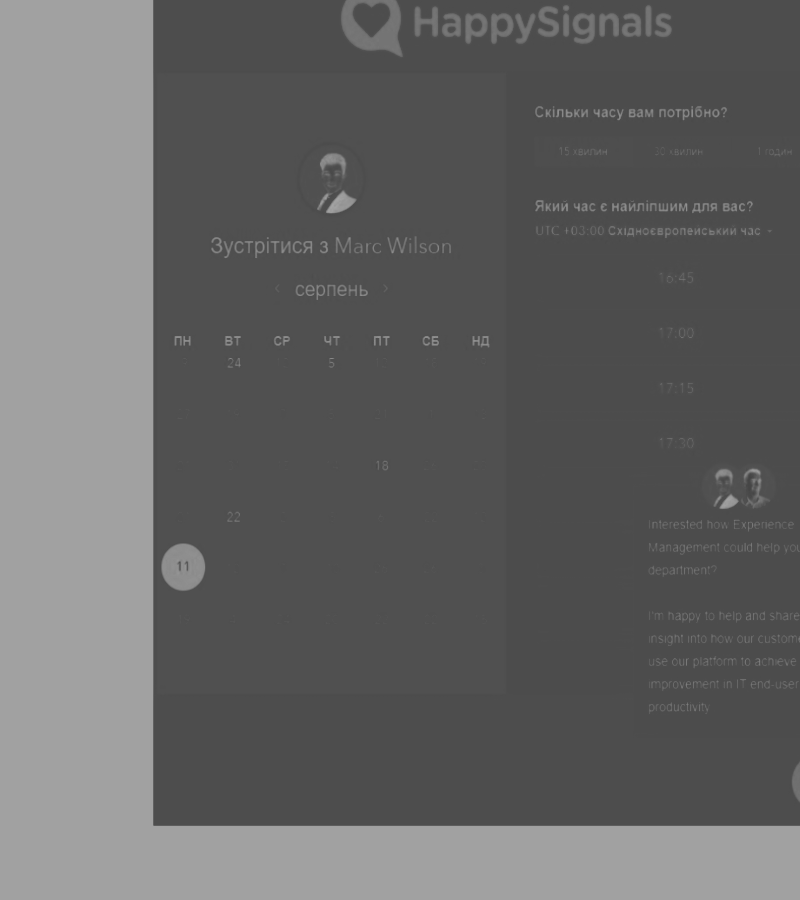 HappySignals
Зустрітися з Marc Wilson
серпень
ПН ВТ СР ЧТ ПТ СБ НД
24 5
18
22
11
Скільки часу вам потрібно?
15 хвилин 30 хвилин 1 годин
Який час є найліпшим для вас?
UTC +03:00 Східноєвропейський час
16:45
17:00
17:15
17:30
Interested how Experience
Management could help you
department?
I'm happy to help and share
insight into how our custome
use our platform to achieve
improvement in IT end-user
productivity